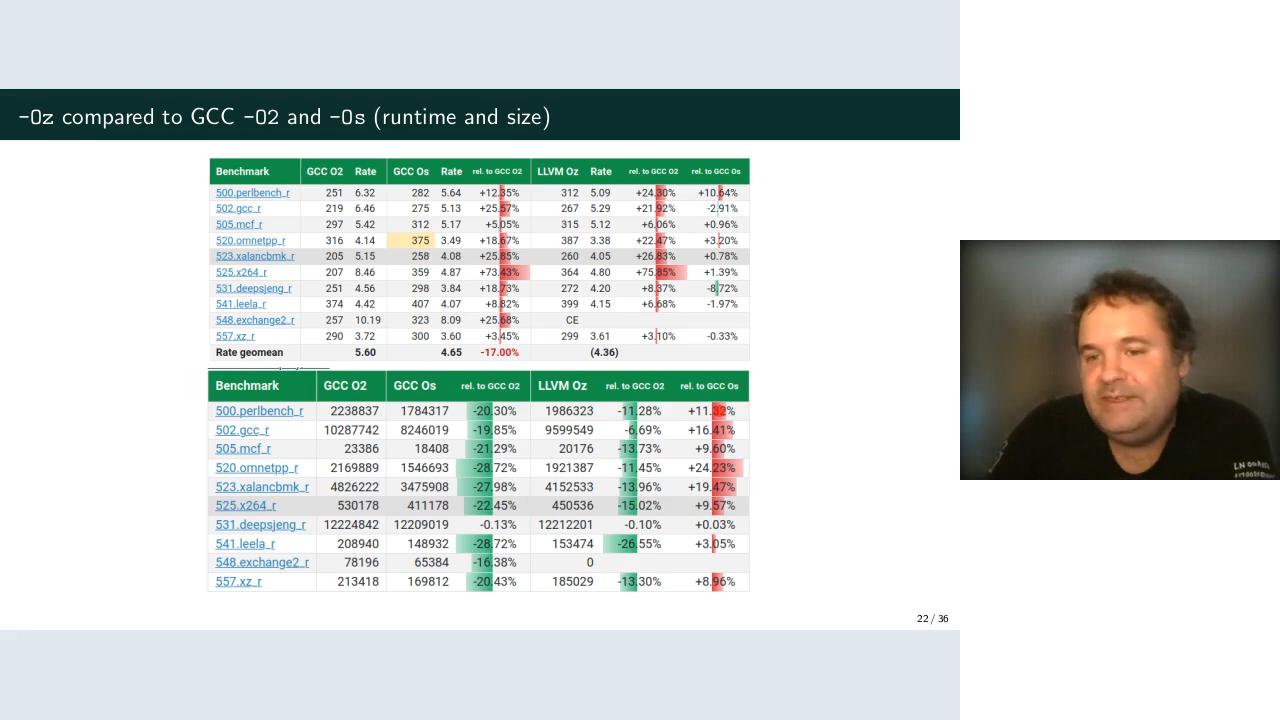 -Oz compared to GCC -O2 and -Os (runtime and size)
Benchmark GCC O2 Rate GCC Os Rate rel. to GCC O2 LLVM Oz Rate rel. to GCC O2 rel. to GCC Os
500.perlbench_r 251 6.32 282 5.64 +12.35% 312 5.09 +24.30% +10.64%
502.gcc_r 219 6.46 275 5.13 +25.57% 267 5.29 +21.92% -2.91%
505.mcf_r 297 5.42 312 5.17 +5.05% 315 5.12 +6.06% +0.96%
520.omnetpp_r 316 4.14 375 3.49 +18.67% 387 3.38 +22.47% +3.20%
523.xalancbmk_r 205 5.15 258 4.08 +25.85% 260 4.05 +26.83% +0.78%
525.x264_r 207 8.46 359 4.87 +73.43% 364 4.80 +75.85% +1.39%
531.deepsjeng_r 251 4.56 298 3.84 +18.73% 272 4.20 +8.37% -8.72%
541.leela_r 374 4.42 407 4.07 +8.82% 399 4.15 +6.68% -1.97%
548.exchange2_r 257 10.19 323 8.09 +25.68% CE
557.xz_r 290 3.72 300 3.60 +3.45% 299 3.61 +3.10% -0.33%
Rate geomean 5.60 4.65 -17.00% (4.36)
Benchmark GCC O2 GCC Os rel. to GCC O2 LLVM Oz rel. to GCC O2 rel. to GCC Os
500.perlbench_r 2238837 1784317 -20.30% 1986323 -11.28% +11.32%
502.gcc_r 10287742 8246019 -19.85% 9599549 -6.69% +16.41%
505.mcf_r 23386 18408 -21.29% 20176 -13.73% +9.60%
520.omnetpp_r 2169889 1546693 -28.72% 1921387 -11.45% +24.23%
523.xalancbmk_r 4826222 3475908 -27.98% 4152533 -13.96% +19.47%
525.x264_r 530178 411178 -22.45% 450536 -15.02% +9.57%
531.deepsjeng_r 12224842 12209019 -0.13% 12212201 -0.10% +0.03%
541.leela_r 208940 148932 -28.72% 153474 -26.55% +3.05%
548.exchange2_r 78196 65384 -16.38% 0
557.xz_r 213418 169812 -20.43% 185029 -13.30% +8.96%
22 / 36